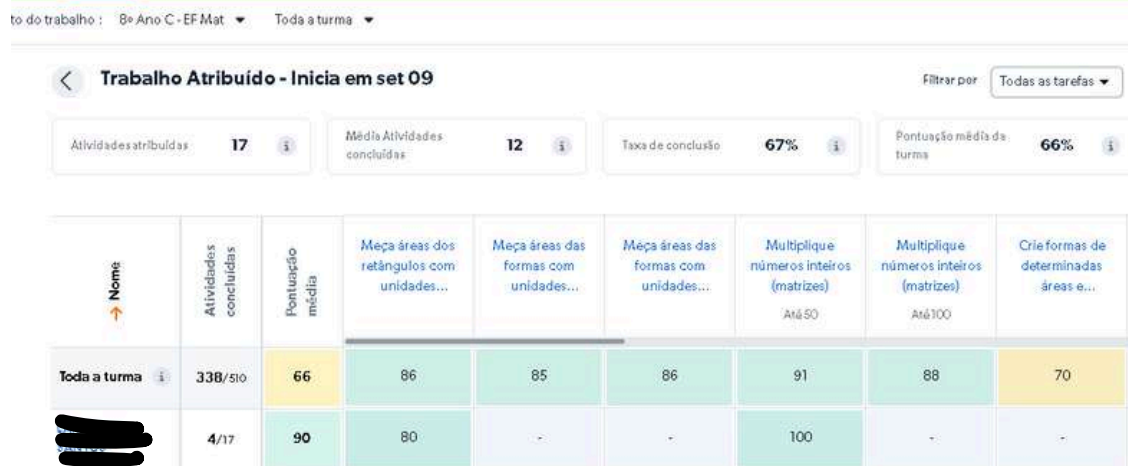 to do trabalho : 8º Ano C - EF Mat Toda a turma
Trabalho Atribuído - Inicia em set 09
Filtrar por Todas as tarefas
Atividades atribuídas 17 i
Média Atividades concluídas 12 i
Taxa de conclusão 67% i
Pontuação média da turma 66% i
Nome
Atividades
concluídas
Pontuação
média
Meça áreas dos
retângulos com
unidades...
Meça áreas das
formas com
unidades...
Meça áreas das
formas com
unidades...
Multiplique
números inteiros
(matrizes)
Até 50
Multiplique
números inteiros
(matrizes)
Até 100
Crie formas de
determinadas
áreas e...
Toda a turma i 338/510 66 86 85 86 91 88 70
4/17 90 80 - - 100 - -